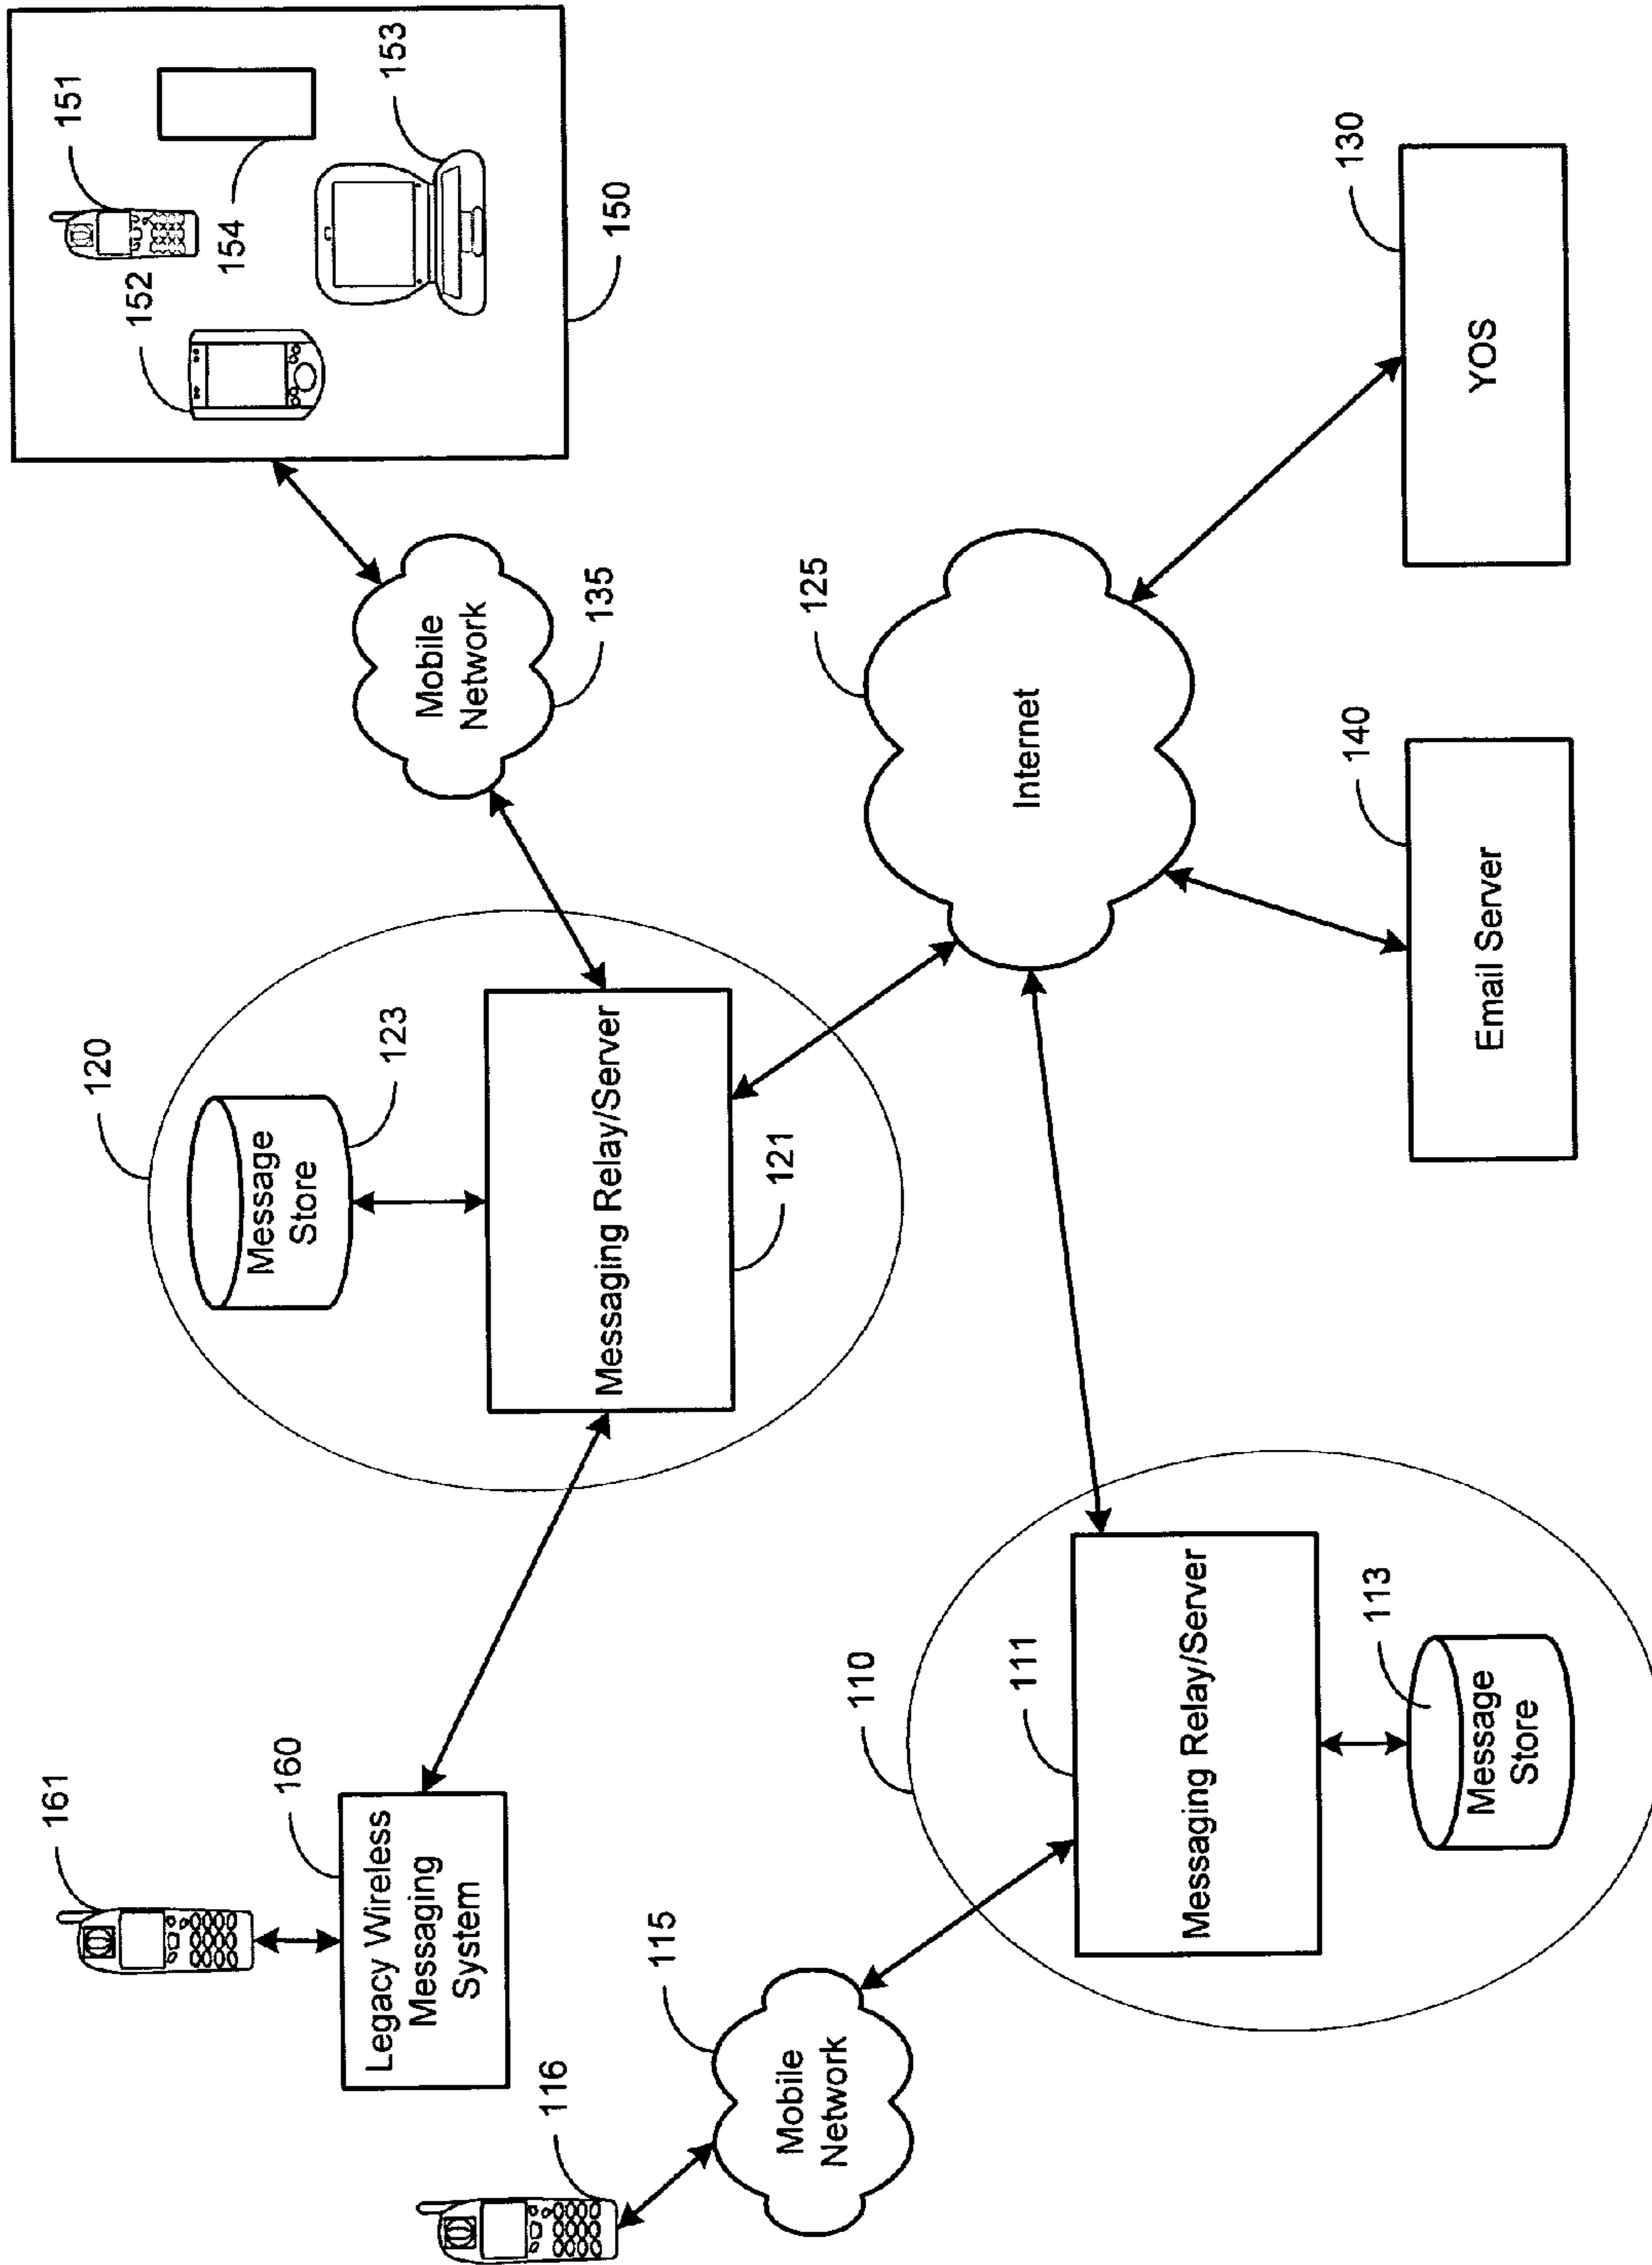 161
160
Legacy Wireless
Messaging
System
120
Message
Store
123
Messaging Relay/Server
121
152
151
154
153
150
Mobile
Network
135
116
115
Mobile
Network
110
111
Messaging Relay/Server
113
Message
Store
125
Internet
140
Email Server
130
YOS